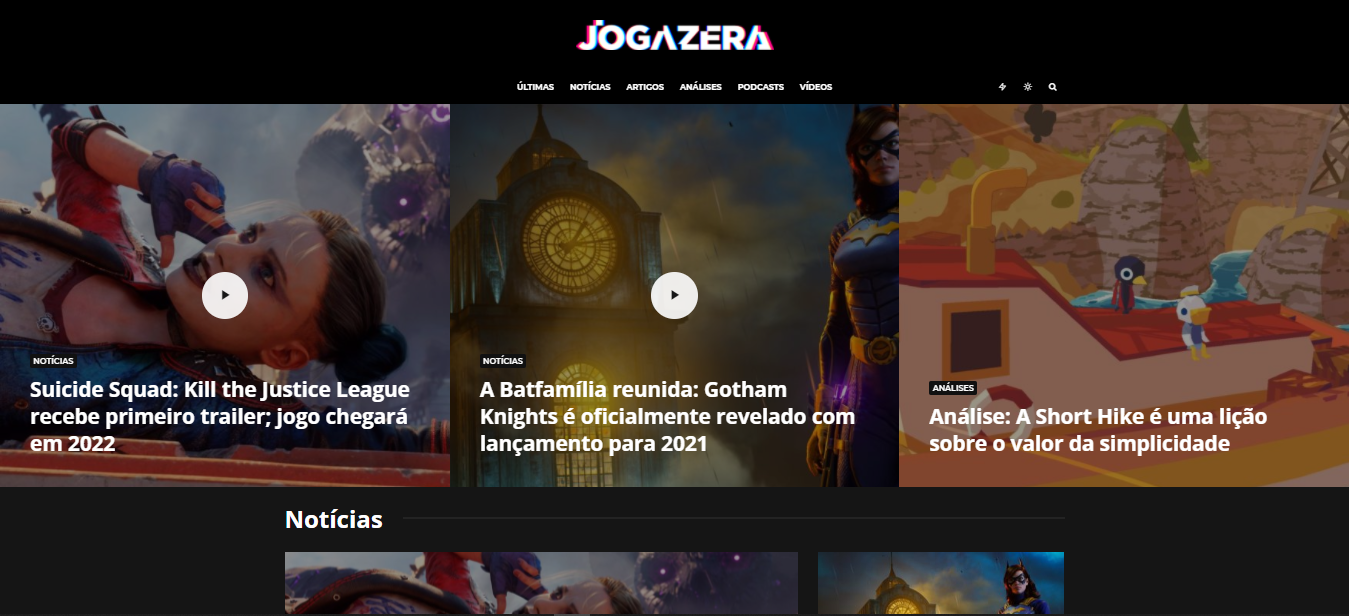 JOGAZERA
ÚLTIMAS NOTÍCIAS ARTIGOS ANÁLISES PODCASTS VÍDEOS
NOTÍCIAS
Suicide Squad: Kill the Justice League
recebe primeiro trailer; jogo chegará
em 2022
NOTÍCIAS
A Batfamília reunida: Gotham
Knights é oficialmente revelado com
lançamento para 2021
ANÁLISES
Análise: A Short Hike é uma lição
sobre o valor da simplicidade
Notícias